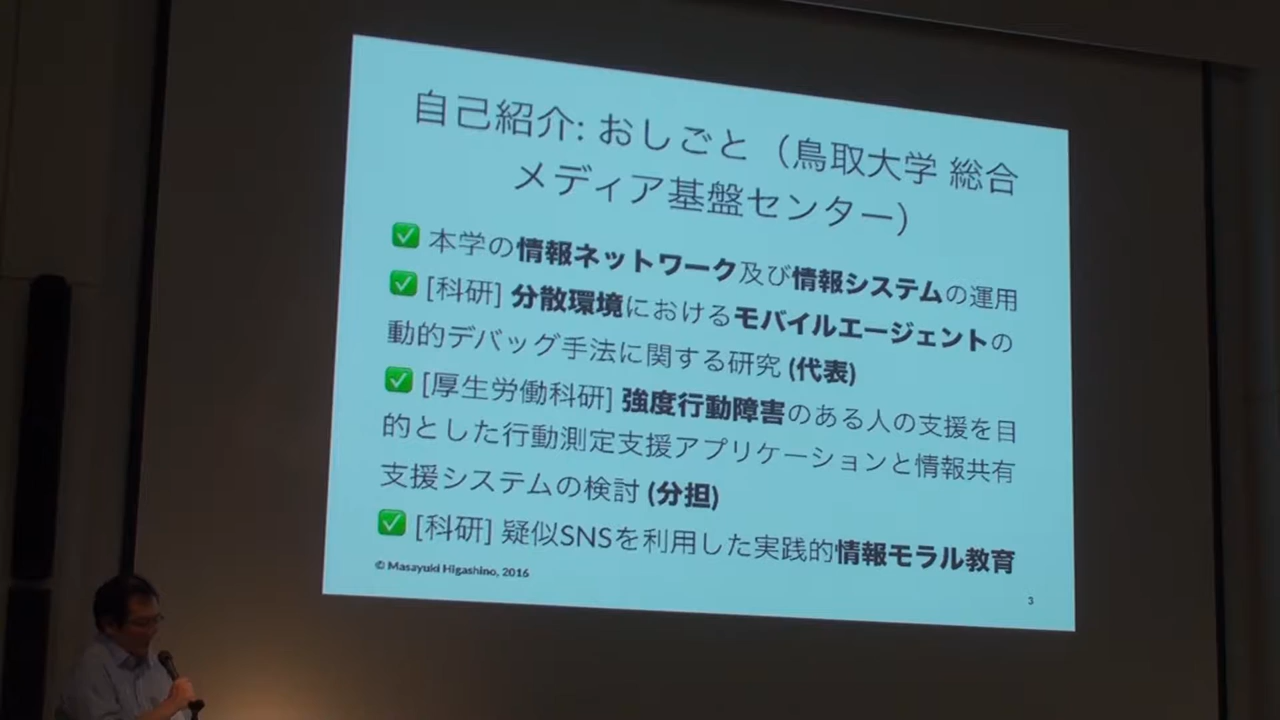 自己紹介: おしごと（鳥取大学 総合
メディア基盤センター）
✅ 本学の情報ネットワーク及び情報システムの運用
✅ [科研] 分散環境におけるモバイルエージェントの
動的デバッグ手法に関する研究 (代表)
✅ [厚生労働科研] 強度行動障害のある人の支援を目
的とした行動測定支援アプリケーションと情報共有
支援システムの検討 (分担)
✅ [科研] 疑似SNSを利用した実践的情報モラル教育
© Masayuki Higashino, 2016
3